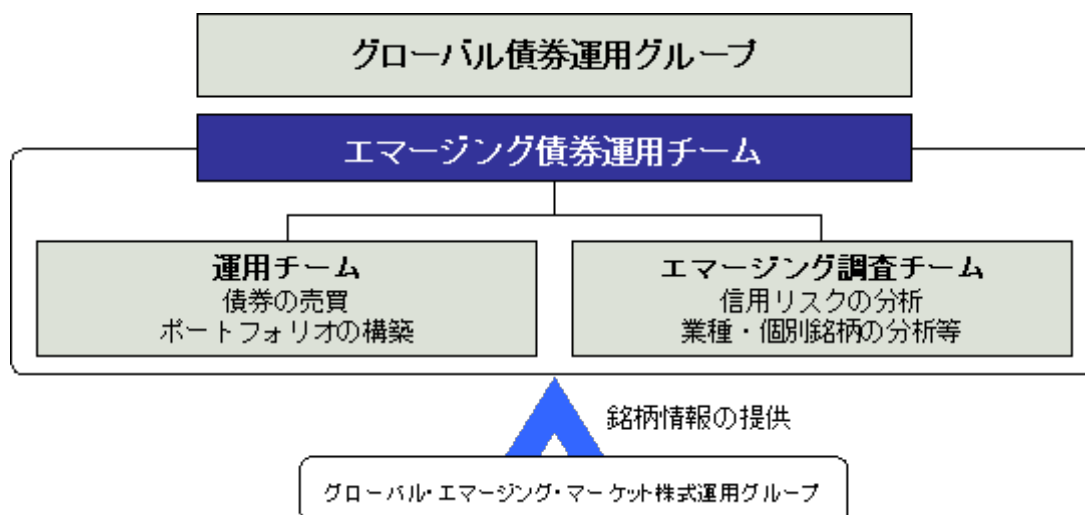 グローバル債券運用グループ
エマージング債券運用チーム
運用チーム
債券の売買
ポートフォリオの構築
エマージング調査チーム
信用リスクの分析
業種・個別銘柄の分析等
銘柄情報の提供
グローバル・エマージング・マーケット株式運用グループ